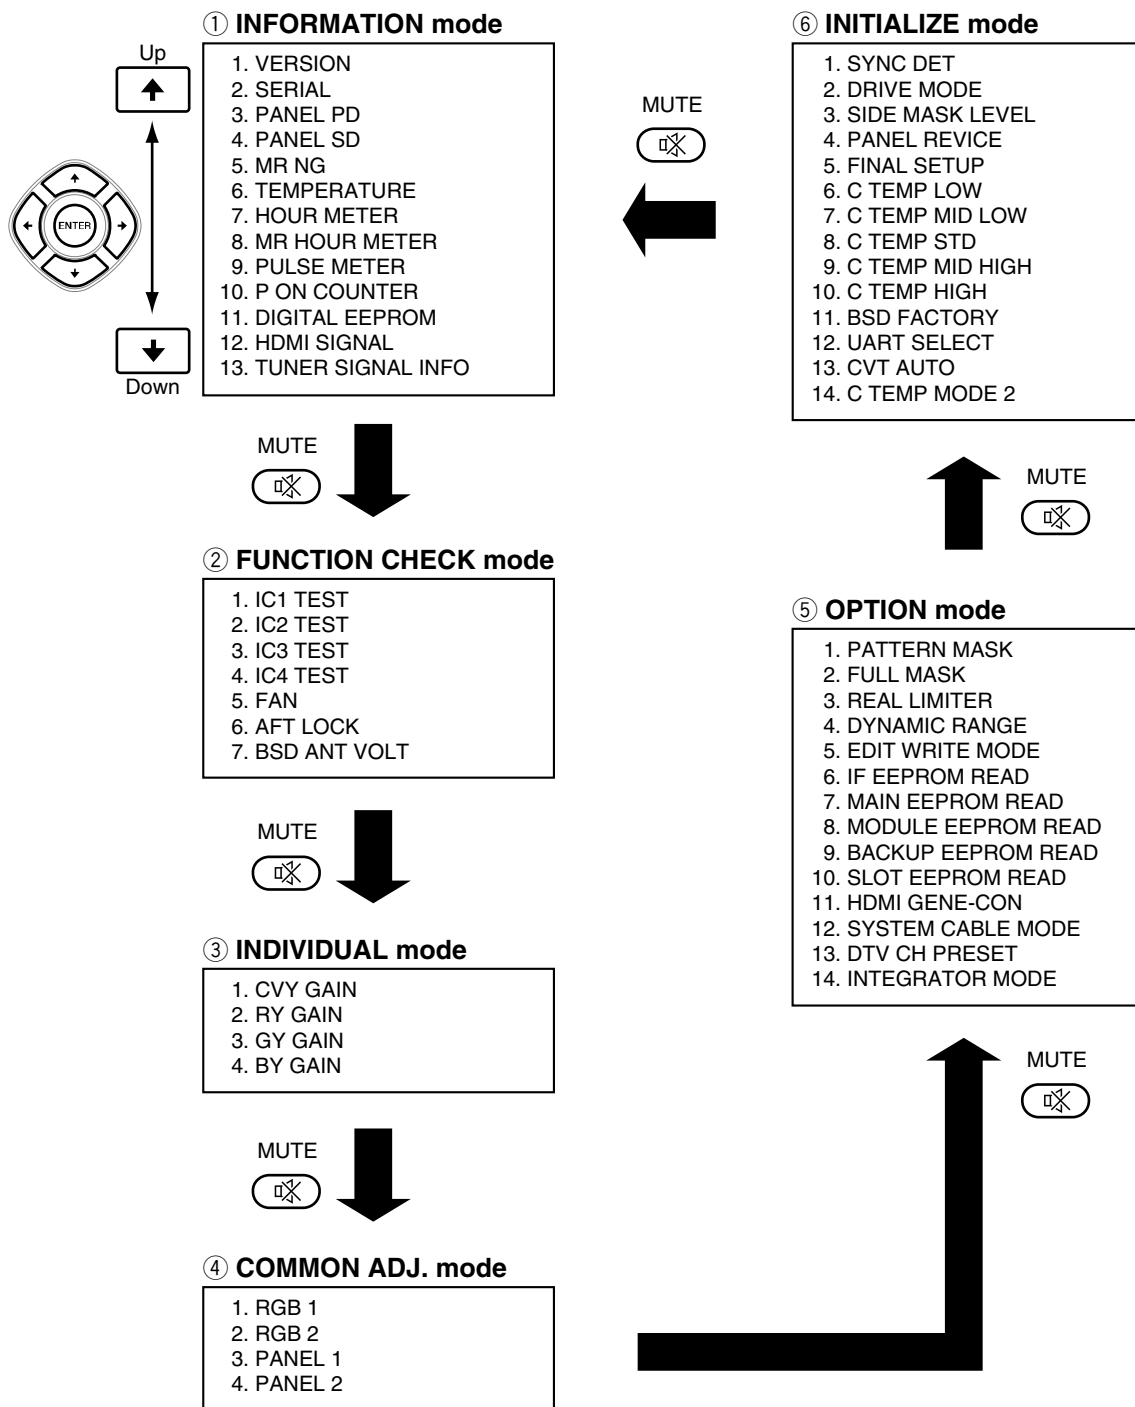 ① INFORMATION mode
Up
ENTER
Down
1. VERSION
2. SERIAL
3. PANEL PD
4. PANEL SD
5. MR NG
6. TEMPERATURE
7. HOUR METER
8. MR HOUR METER
9. PULSE METER
10. P ON COUNTER
11. DIGITAL EEPROM
12. HDMI SIGNAL
13. TUNER SIGNAL INFO
MUTE
② FUNCTION CHECK mode
1. IC1 TEST
2. IC2 TEST
3. IC3 TEST
4. IC4 TEST
5. FAN
6. AFT LOCK
7. BSD ANT VOLT
MUTE
③ INDIVIDUAL mode
1. CVY GAIN
2. RY GAIN
3. GY GAIN
4. BY GAIN
MUTE
④ COMMON ADJ. mode
1. RGB 1
2. RGB 2
3. PANEL 1
4. PANEL 2
MUTE
⑤ OPTION mode
1. PATTERN MASK
2. FULL MASK
3. REAL LIMITER
4. DYNAMIC RANGE
5. EDIT WRITE MODE
6. IF EEPROM READ
7. MAIN EEPROM READ
8. MODULE EEPROM READ
9. BACKUP EEPROM READ
10. SLOT EEPROM READ
11. HDMI GENE-CON
12. SYSTEM CABLE MODE
13. DTV CH PRESET
14. INTEGRATOR MODE
MUTE
⑥ INITIALIZE mode
1. SYNC DET
2. DRIVE MODE
3. SIDE MASK LEVEL
4. PANEL REVICE
5. FINAL SETUP
6. C TEMP LOW
7. C TEMP MID LOW
8. C TEMP STD
9. C TEMP MID HIGH
10. C TEMP HIGH
11. BSD FACTORY
12. UART SELECT
13. CVT AUTO
14. C TEMP MODE 2
MUTE